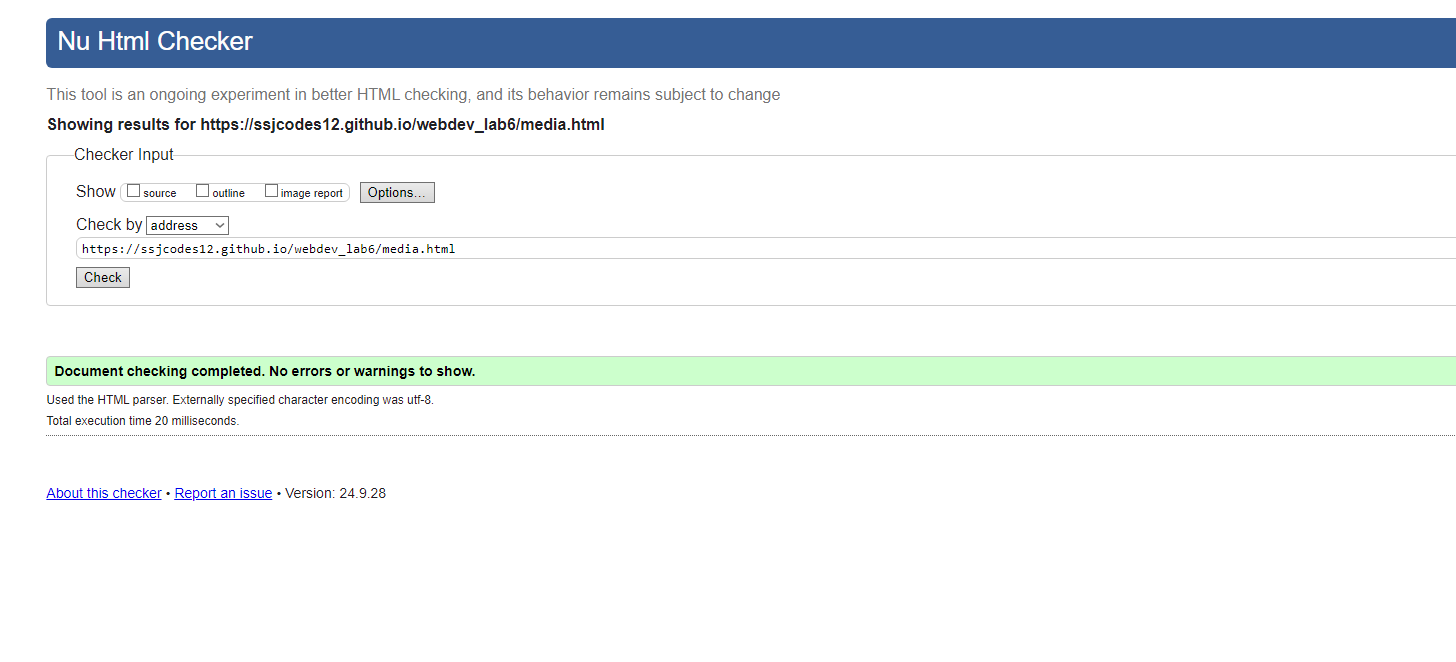 Nu Html Checker
This tool is an ongoing experiment in better HTML checking, and its behavior remains subject to change
Showing results for https://ssjcodes12.github.io/webdev_lab6/media.html
Checker Input
Show source outline image report Options...
Check by address
https://ssjcodes12.github.io/webdev_lab6/media.html
Check
Document checking completed. No errors or warnings to show.
Used the HTML parser. Externally specified character encoding was utf-8.
Total execution time 20 milliseconds.
About this checker • Report an issue • Version: 24.9.28